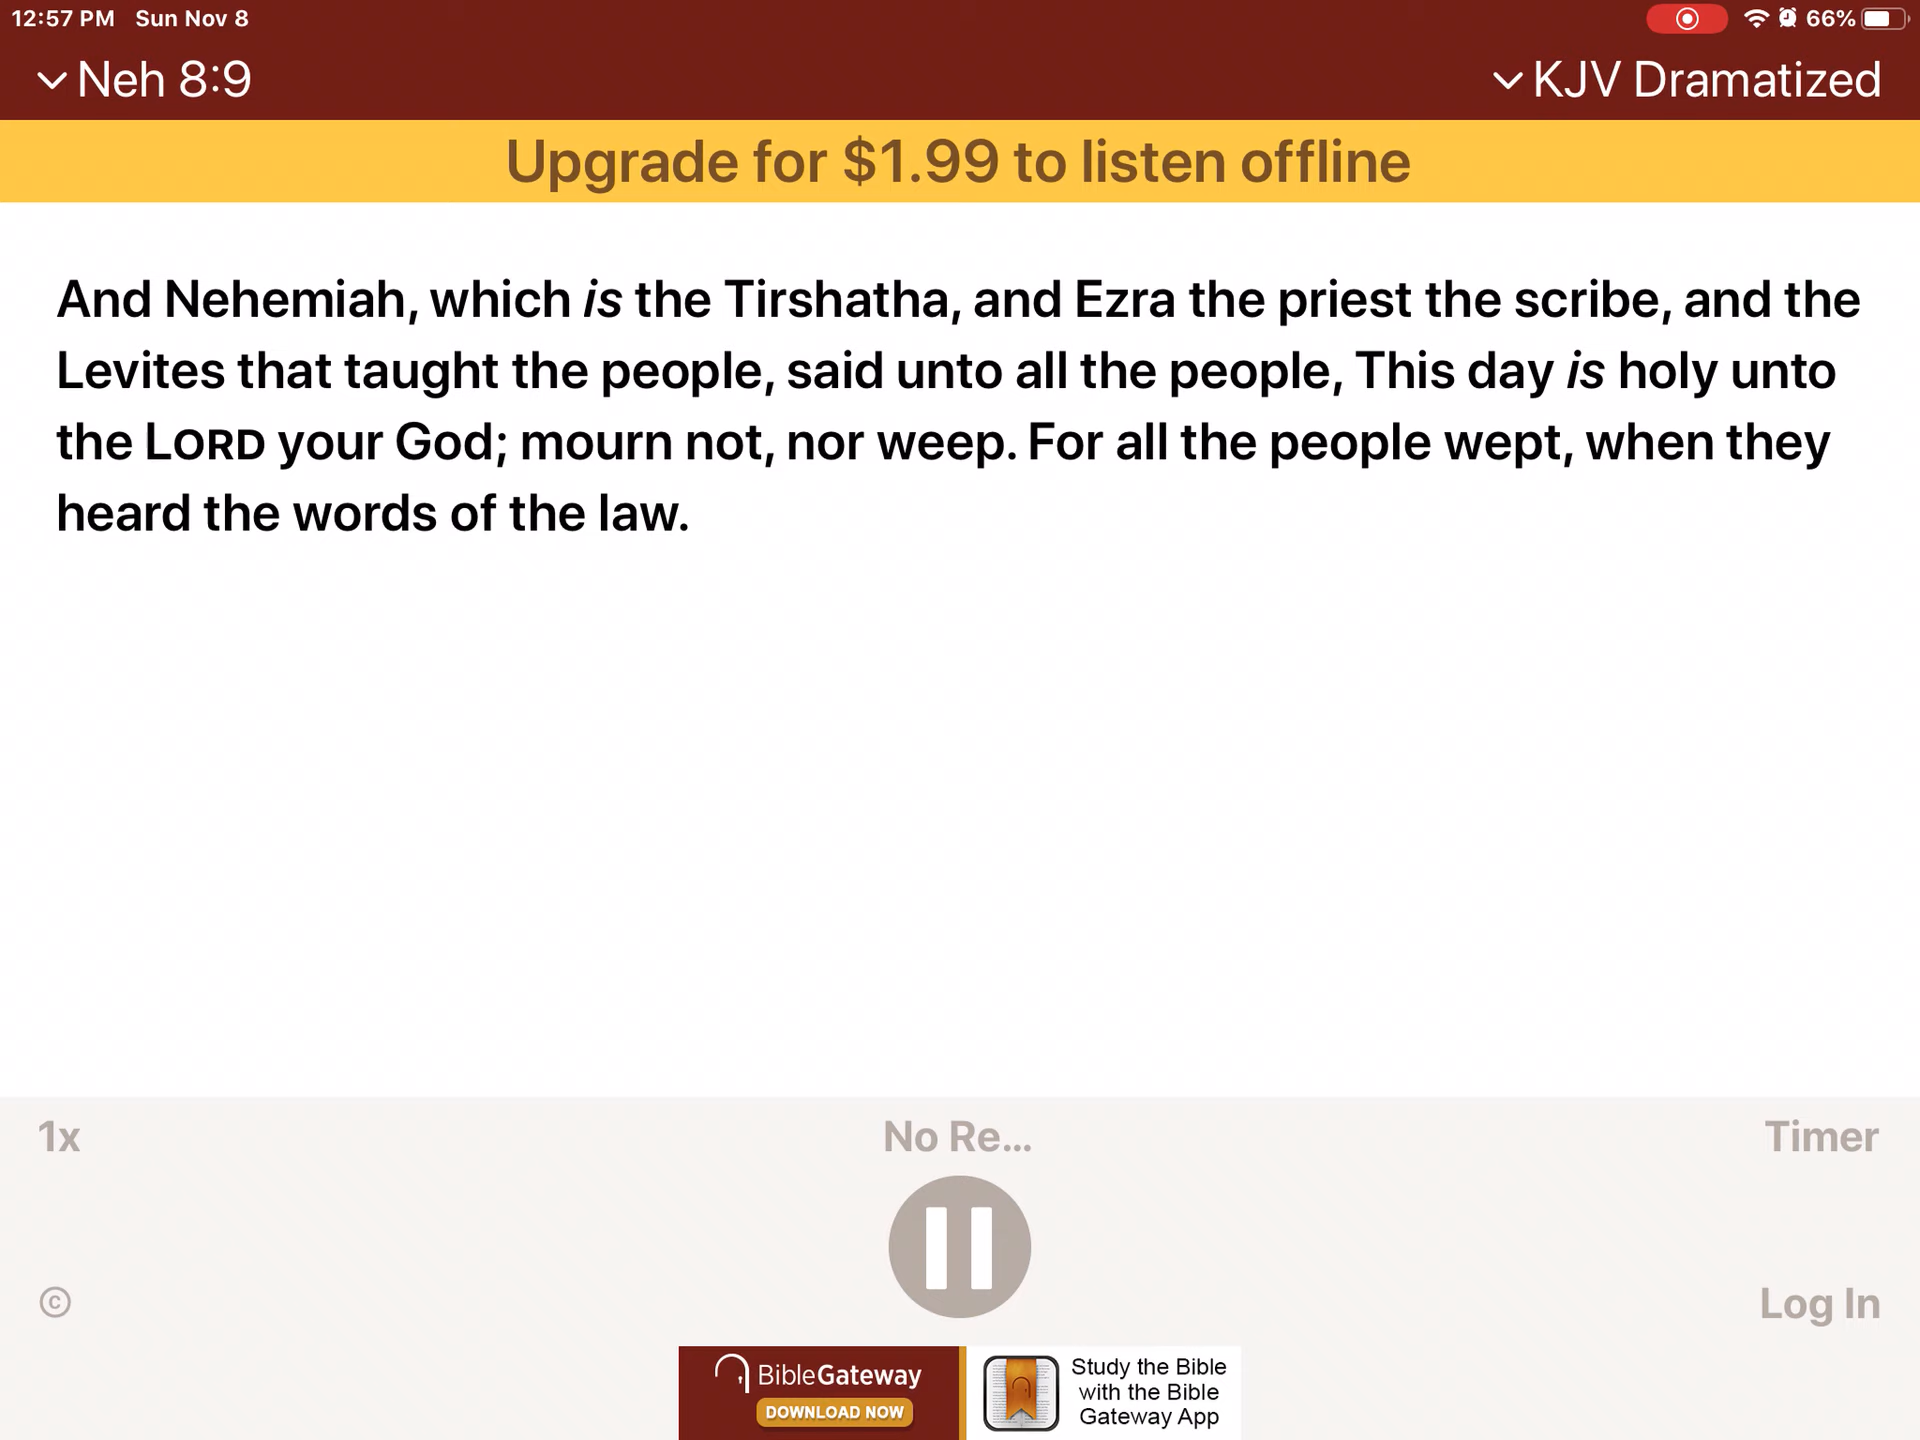 12:57 PM Sun Nov 8 66%
Neh 8:9 KJV Dramatized
Upgrade for $1.99 to listen offline
And Nehemiah, which is the Tirshatha, and Ezra the priest the scribe, and the
Levites that taught the people, said unto all the people, This day is holy unto
the LORD your God; mourn not, nor weep. For all the people wept, when they
heard the words of the law.
1x No Re... Timer
©
Log In
BibleGateway
DOWNLOAD NOW
Study the Bible
with the Bible
Gateway App